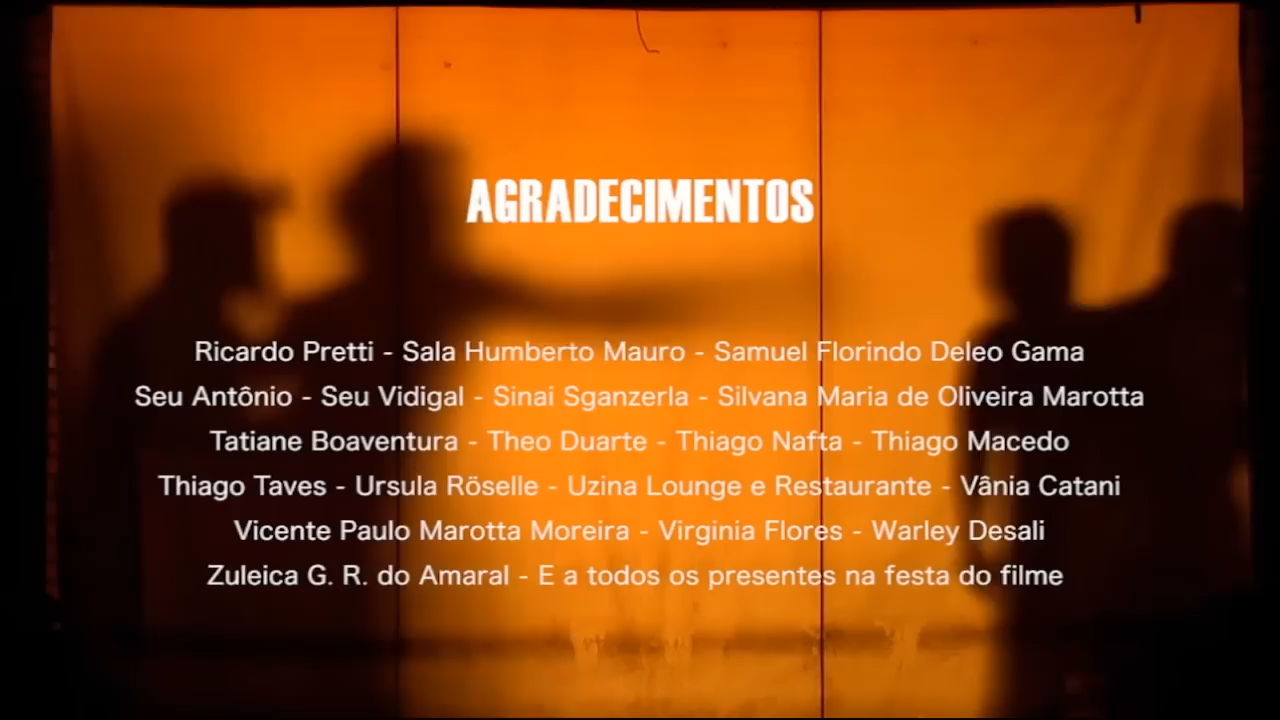 AGRADECIMENTOS
Ricardo Pretti - Sala Humberto Mauro - Samuel Florindo Deleo Gama
Seu Antônio - Seu Vidigal - Sinai Sganzerla - Silvana Maria de Oliveira Marotta
Tatiane Boaventura - Theo Duarte - Thiago Nafta - Thiago Macedo
Thiago Taves - Ursula Röselle - Uzina Lounge e Restaurante - Vânia Catani
Vicente Paulo Marotta Moreira - Virginia Flores - Warley Desali
Zuleica G. R. do Amaral - E a todos os presentes na festa do filme